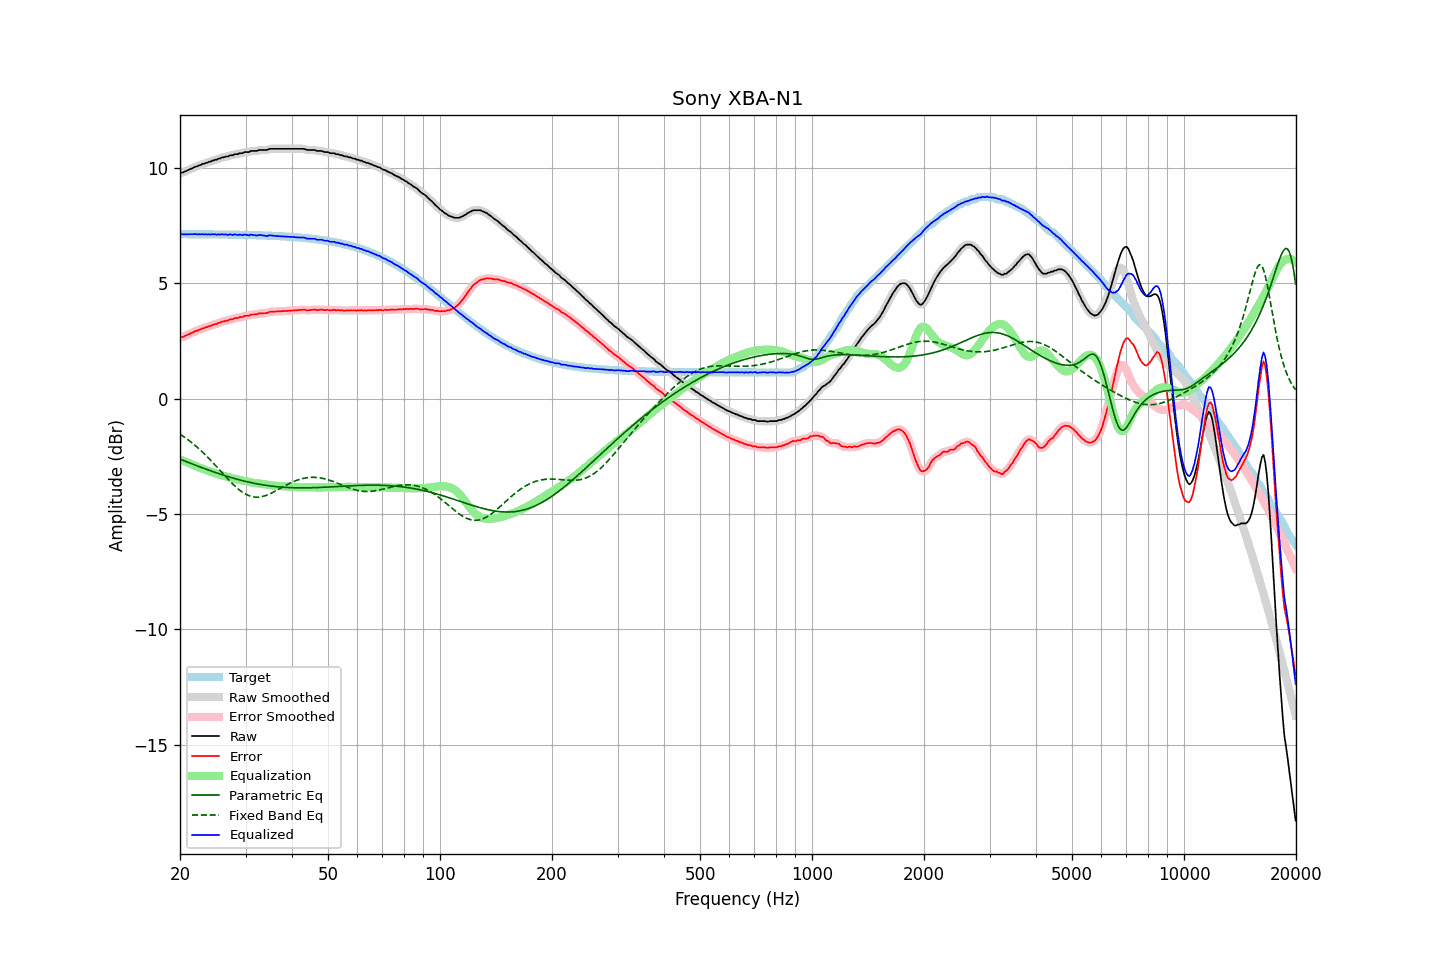 Sony XBA-N1
Amplitude (dBr)
10
5
0
−5
−10
−15
Target
Raw Smoothed
Error Smoothed
Raw
Error
Equalization
Parametric Eq
Fixed Band Eq
Equalized
20 50 100 200 500 1000 2000 5000 10000 20000
Frequency (Hz)